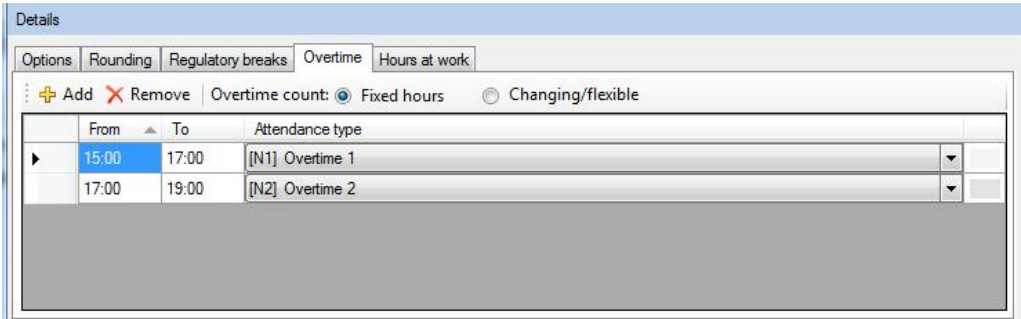 Details
Options Rounding Regulatory breaks Overtime Hours at work
Add Remove Overtime count: Fixed hours Changing/flexible
From To Attendance type
15:00 17:00 [N1] Overtime 1
17:00 19:00 [N2] Overtime 2